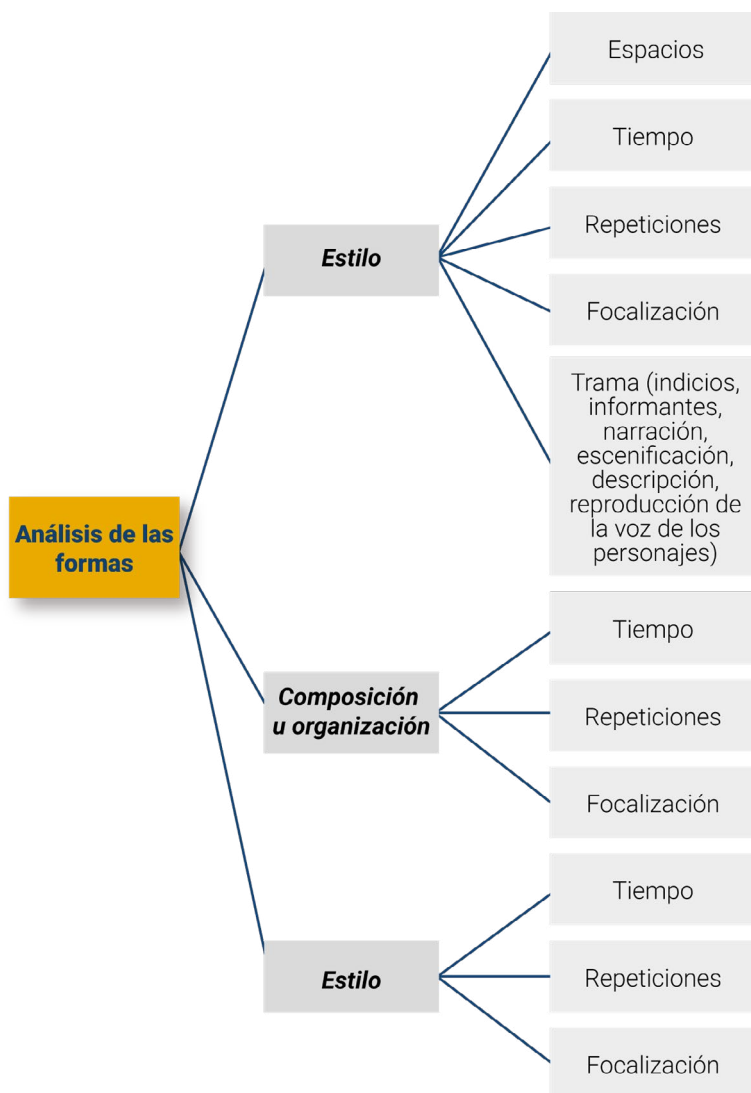 Análisis de las
formas
Estilo
Espacios
Tiempo
Repeticiones
Focalización
Trama (indicios,
informantes,
narración,
escenificación,
descripción,
reproducción de
la voz de los
personajes)
Composición
u organización
Tiempo
Repeticiones
Focalización
Estilo
Tiempo
Repeticiones
Focalización